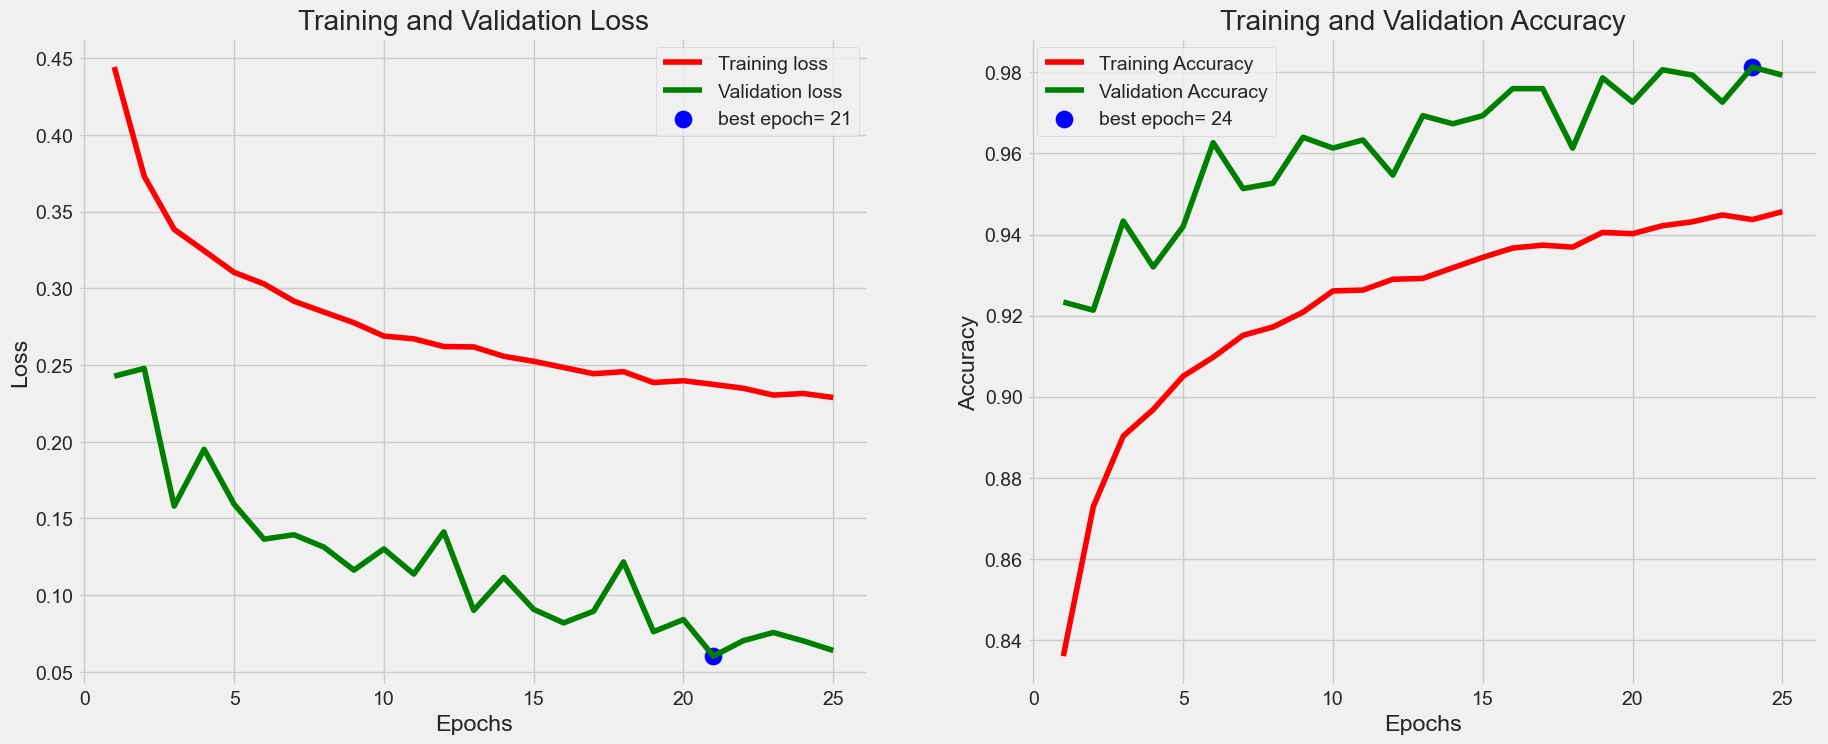 Training and Validation Loss
Training loss
Validation loss
best epoch= 21
0.45
0.40
0.35
0.30
0.25
0.20
0.15
0.10
0.05
Loss
0 5 10 15 20 25
Epochs
Training and Validation Accuracy
Training Accuracy
Validation Accuracy
best epoch= 24
0.98
0.96
0.94
0.92
0.90
0.88
0.86
0.84
Accuracy
0 5 10 15 20 25
Epochs